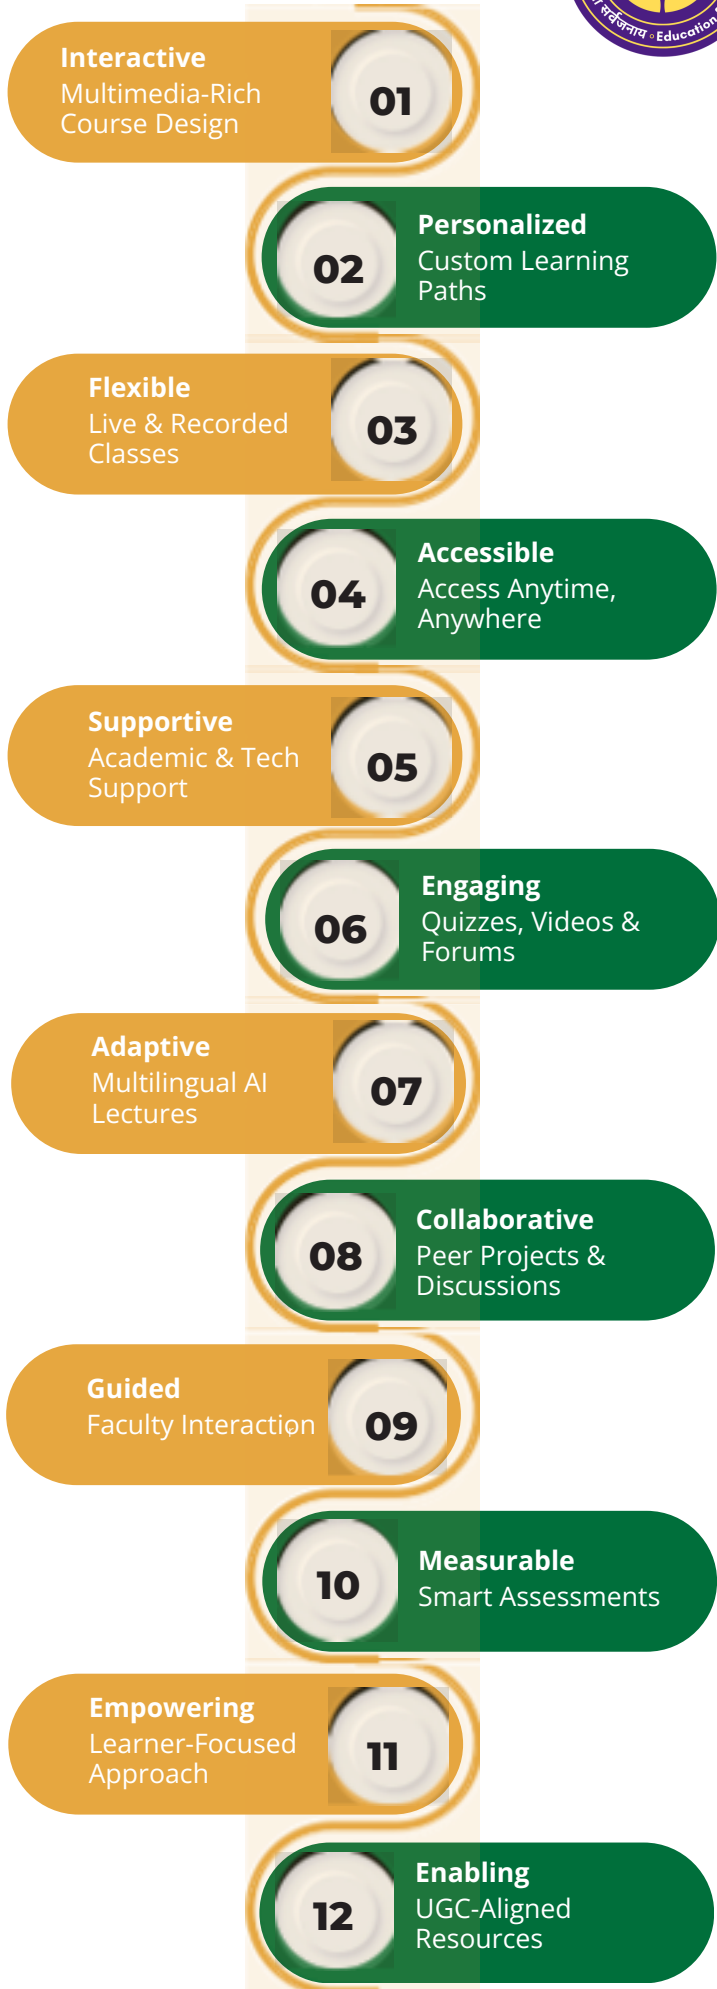 सर्वजनाय • Education
Interactive
Multimedia-Rich
Course Design
01
02
Personalized
Custom Learning
Paths
Flexible
Live & Recorded
Classes
03
04
Accessible
Access Anytime,
Anywhere
Supportive
Academic & Tech
Support
05
06
Engaging
Quizzes, Videos &
Forums
Adaptive
Multilingual AI
Lectures
07
08
Collaborative
Peer Projects &
Discussions
Guided
Faculty Interaction
09
10
Measurable
Smart Assessments
Empowering
Learner-Focused
Approach
11
12
Enabling
UGC-Aligned
Resources